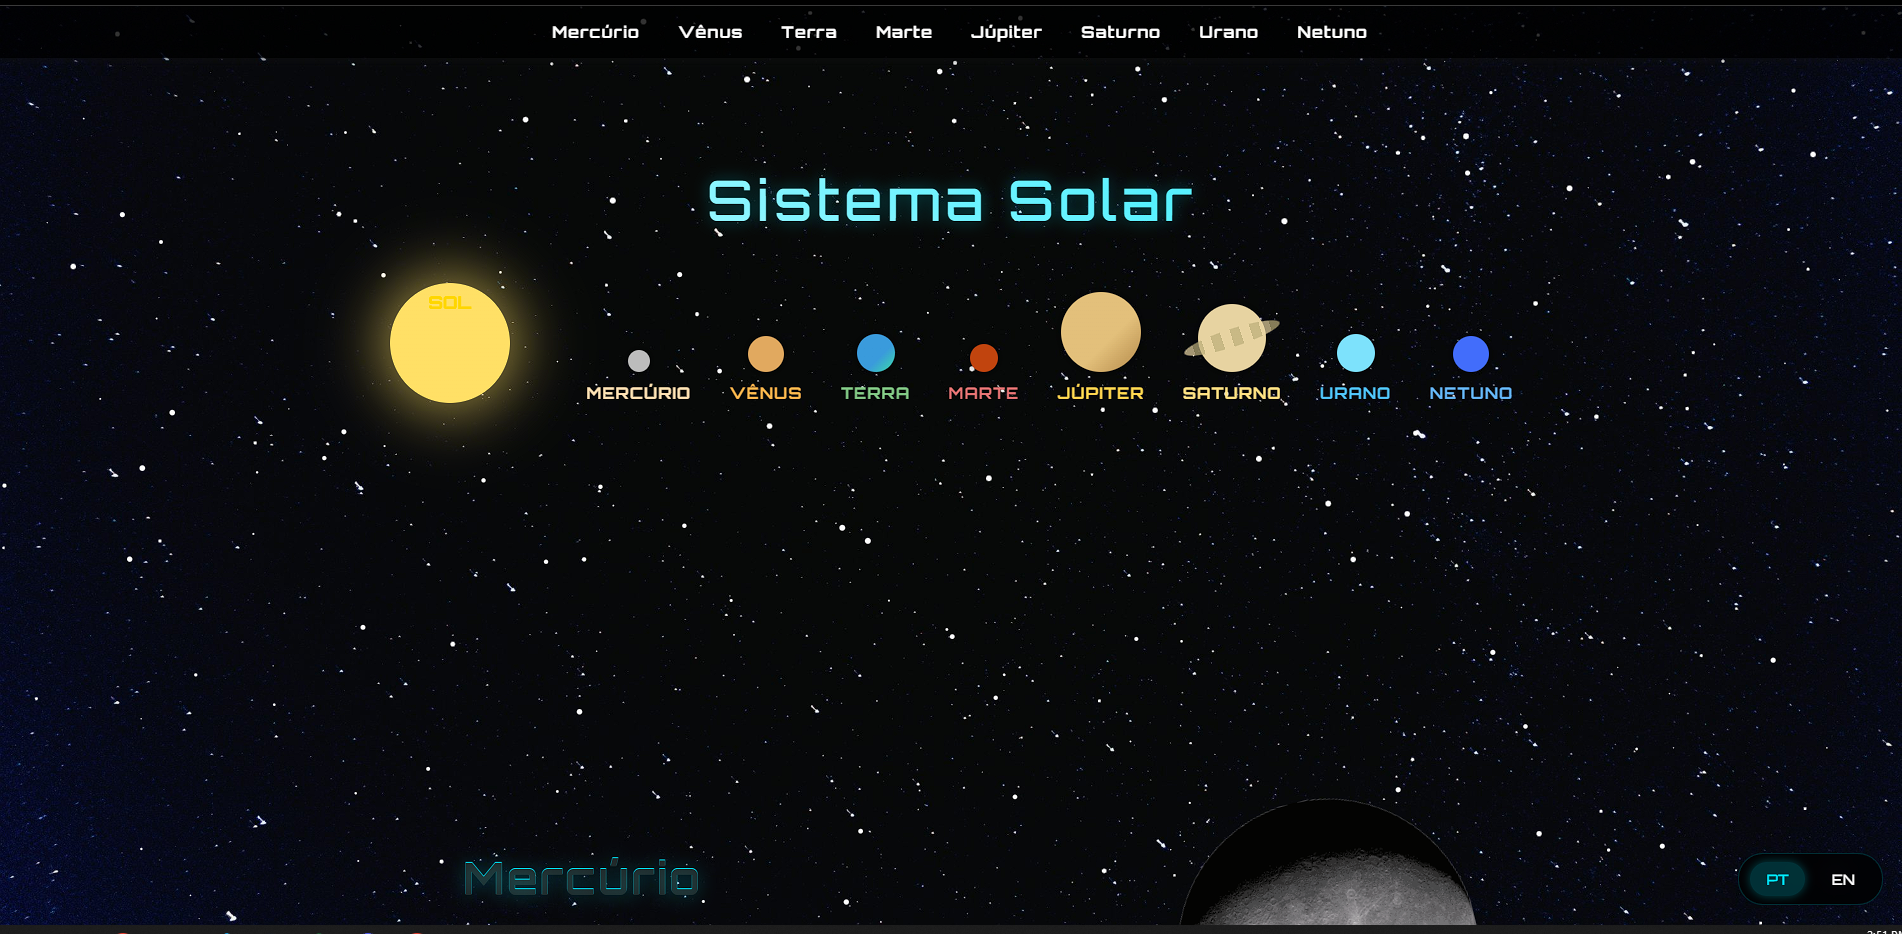 Mercúrio Vênus Terra Marte Júpiter Saturno Urano Netuno
Sistema Solar
SOL
MERCÚRIO VÊNUS TERRA MARTE JÚPITER SATURNO URANO NETUNO
Mercúrio
PT EN